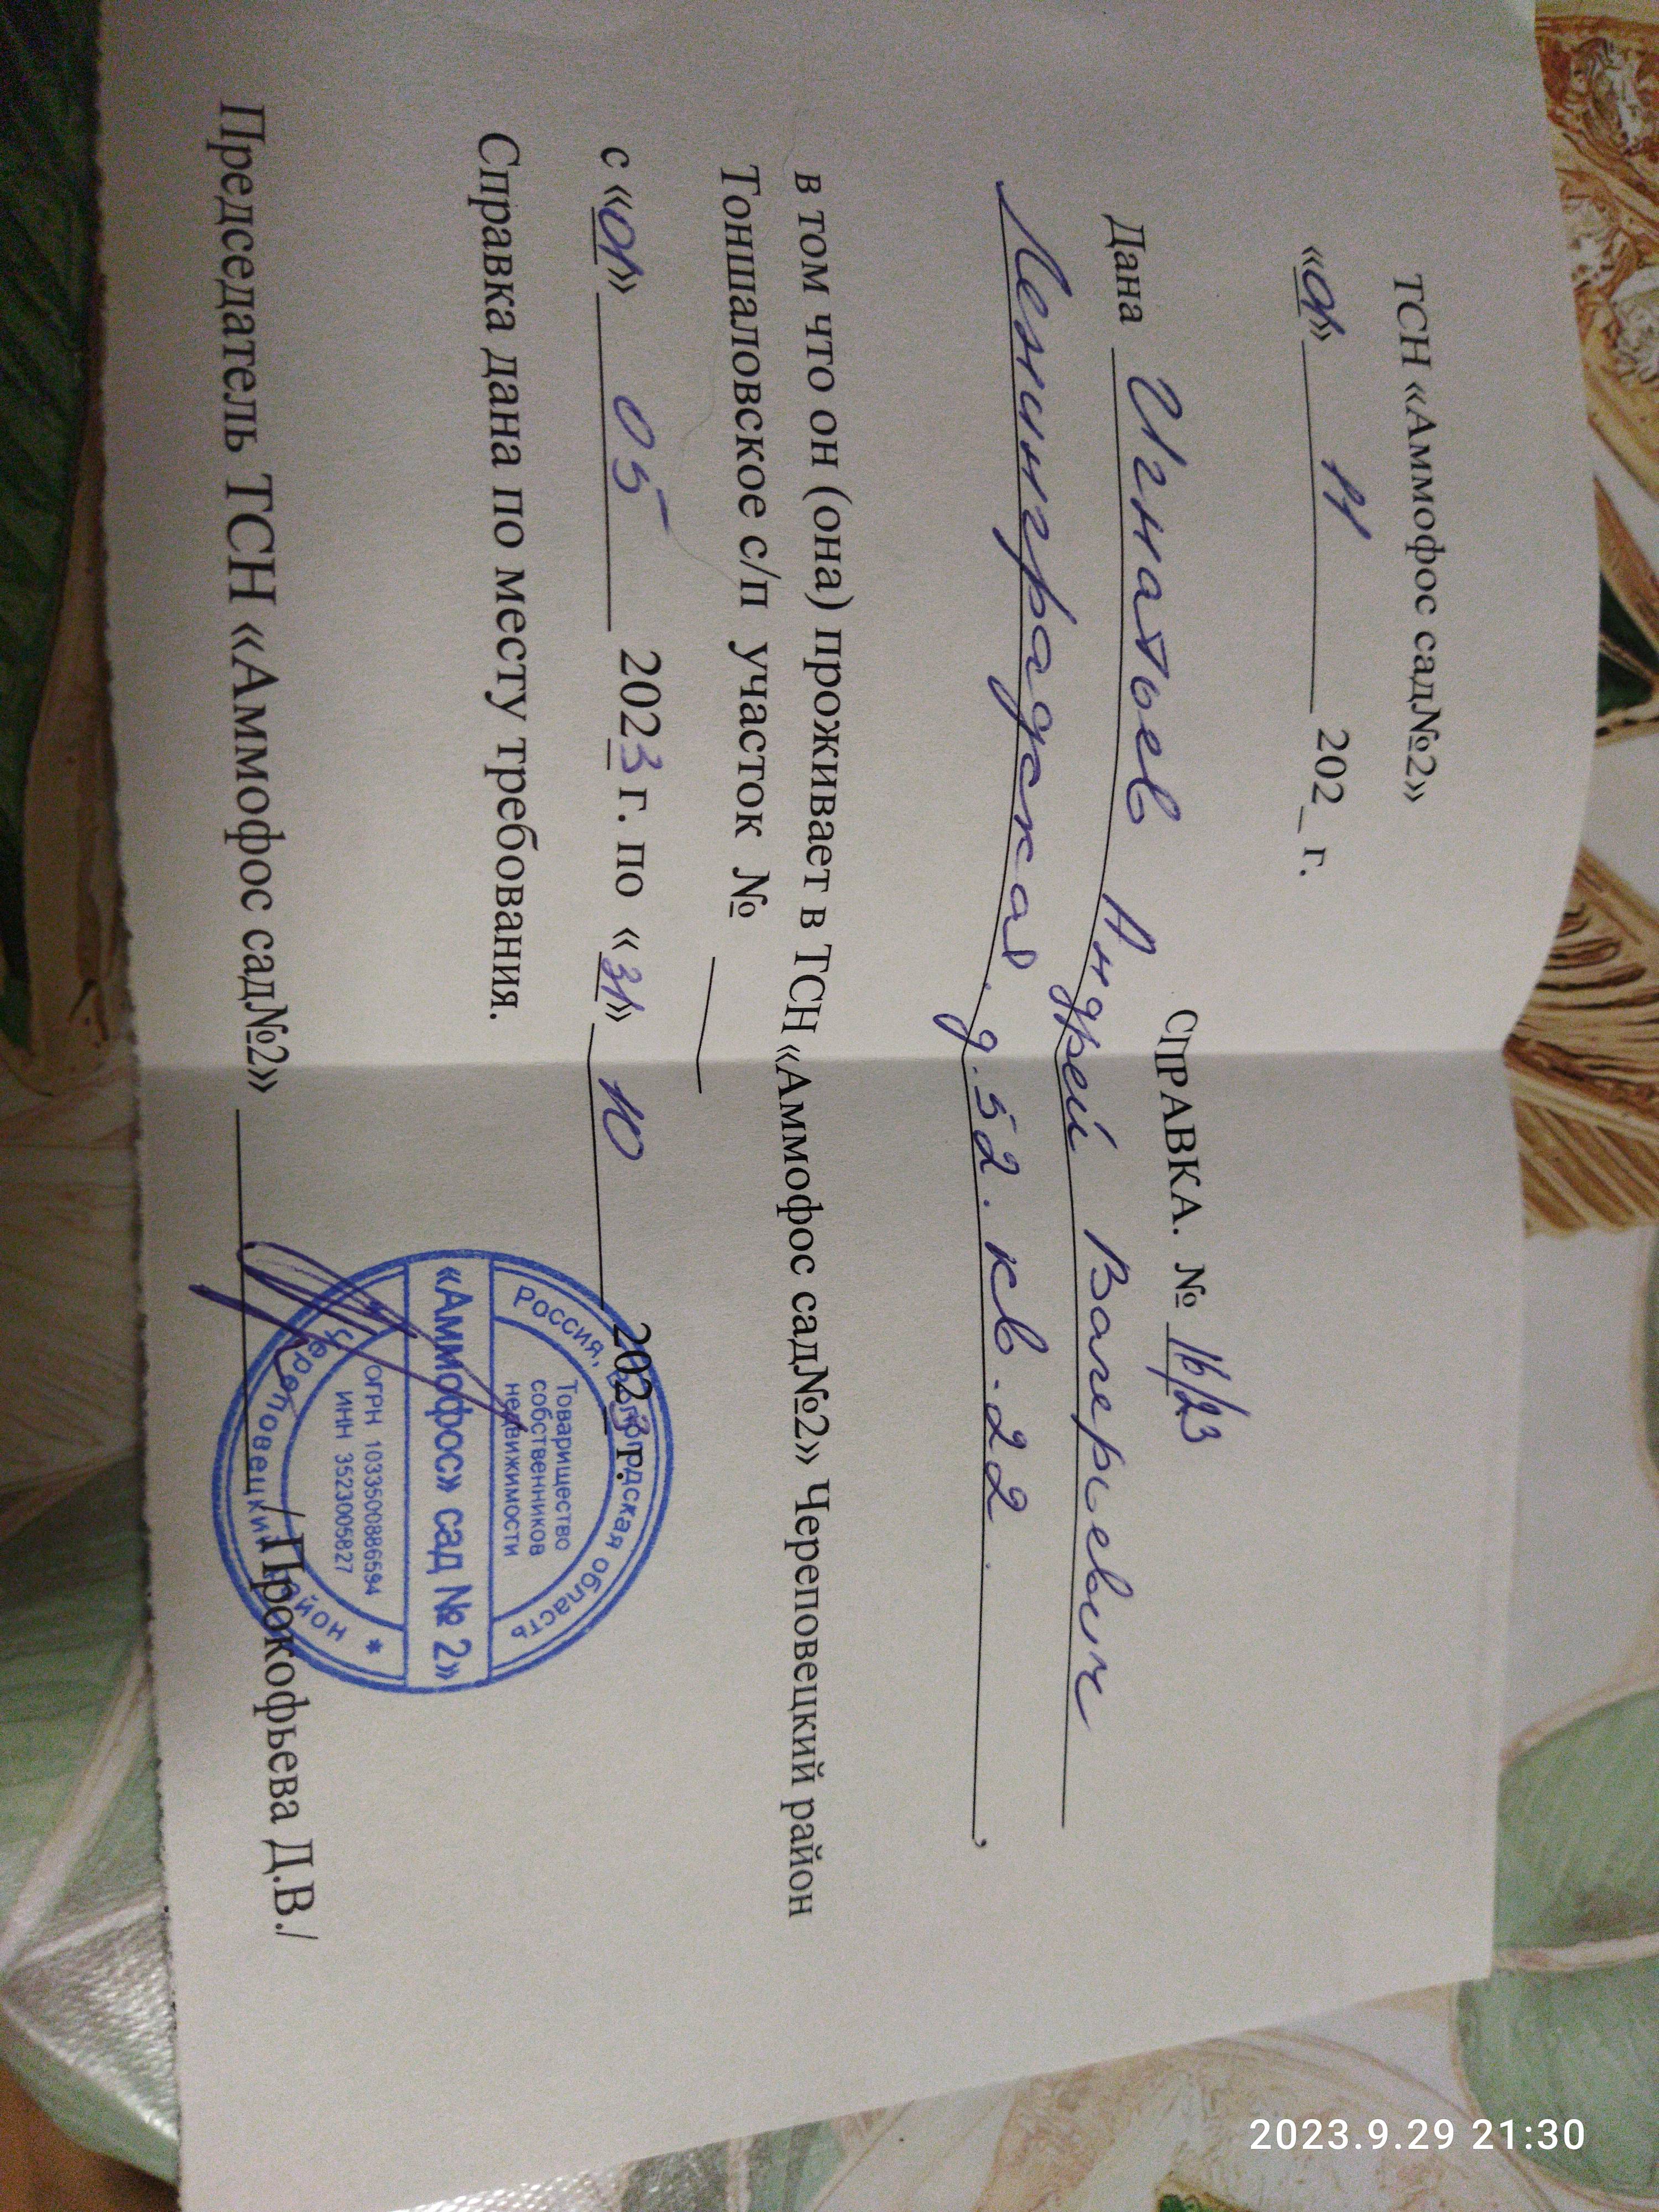 ТСН «Аммофос сад№2»
«01» 11 202_ г.
СПРАВКА. № 16/23
Дана Игнатьев Андрей Вагерьевич
Ленинградская, д.52. кв.22.,
в том что он (она) проживает в ТСН «Аммофос сад№2» Череповецкий район
Тоншаловское с/п участок № ____
с «01» 05 2023 г. по «31» 10 2023 г.
Справка дана по месту требования.
Председатель ТСН «Аммофос сад№2» / Прокофьева Д.В./
Россия, Вологодская область
Товарищество
собственников
недвижимости
«Аммофос» сад № 2»
ОГРН 1033500886594
ИНН 3523005827
Череповецкий район *
2023.9.29 21:30